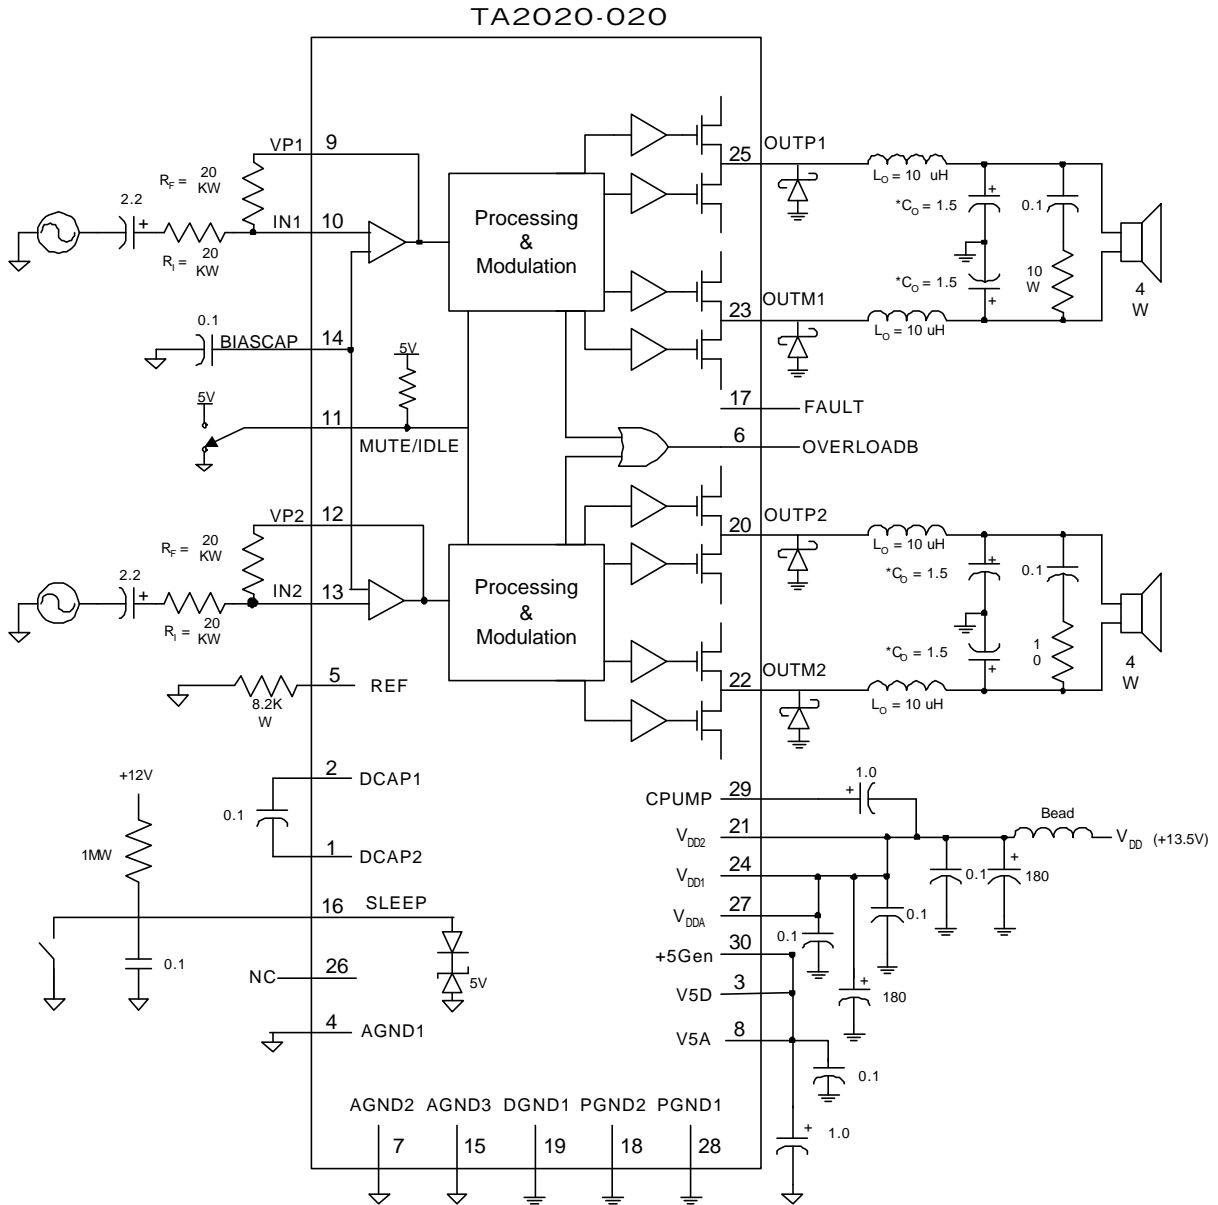 TA2020-020
VP1 9
R_F = 20 KW
2.2 +
IN1 10
R_I = 20 KW
Processing
&
Modulation
25 OUTP1
L_O = 10 uH
*C_O = 1.5 +
0.1
*C_O = 1.5 +
10
W
4
W
23 OUTM1
L_O = 10 uH
0.1
BIASCAP 14
5V
17 FAULT
5V
11
MUTE/IDLE
6 OVERLOADB
VP2 12
R_F = 20 KW
2.2 +
IN2 13
R_I = 20 KW
Processing
&
Modulation
20 OUTP2
L_O = 10 uH
*C_O = 1.5 +
0.1
*C_O = 1.5 +
1
0
4
W
22 OUTM2
L_O = 10 uH
5 REF
8.2K
W
2 DCAP1
0.1
1 DCAP2
+12V
1MW
16 SLEEP
0.1
5V
NC 26
4 AGND1
CPUMP 29
+ 1.0
V_DD2 21
Bead
V_DD (+13.5V)
V_DD1 24
0.1
+ 180
V_DDA 27
0.1
0.1
+5Gen 30
+ 180
V5D 3
V5A 8
0.1
+ 1.0
AGND2 AGND3 DGND1 PGND2 PGND1
7 15 19 18 28